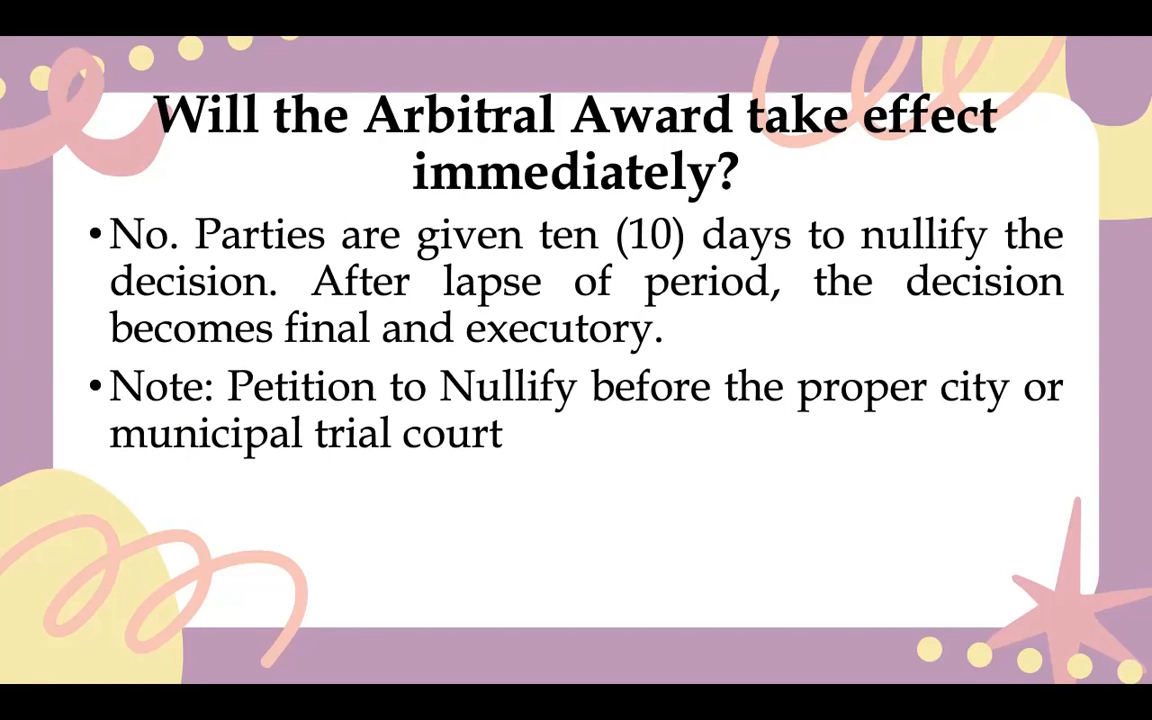 Will the Arbitral Award take effect
immediately?
•No. Parties are given ten (10) days to nullify the
decision. After lapse of period, the decision
becomes final and executory.
•Note: Petition to Nullify before the proper city or
municipal trial court